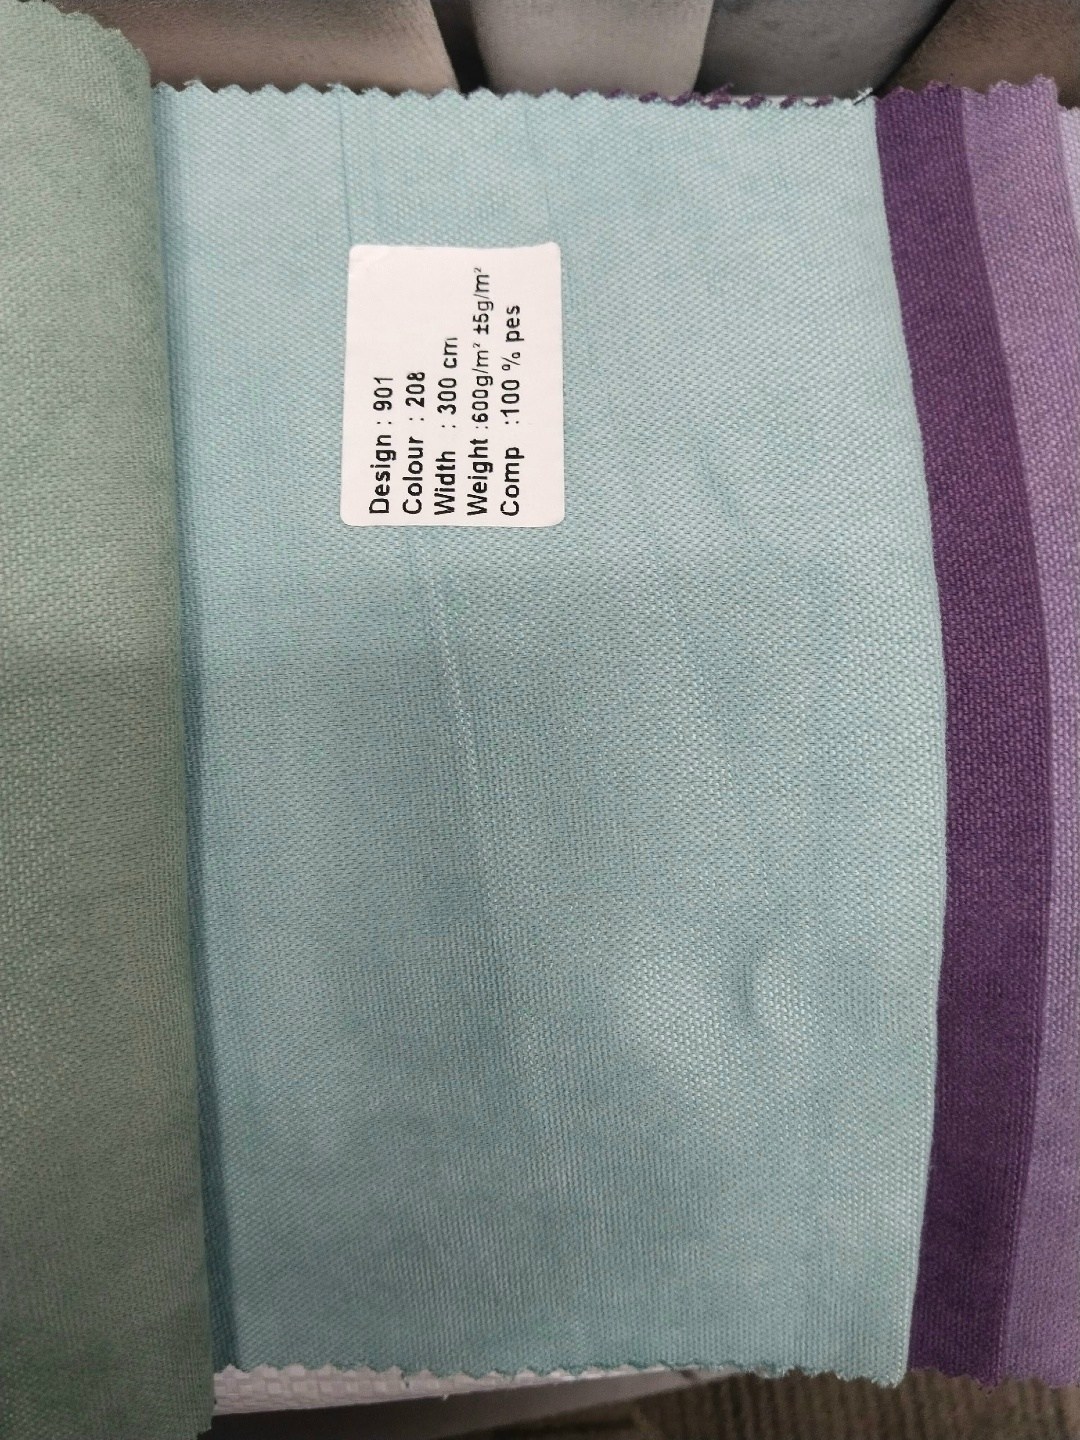 Design : 901
Colour : 208
Width : 300 cm
Weight :600g/m² ±5g/m²
Comp :100 % pes